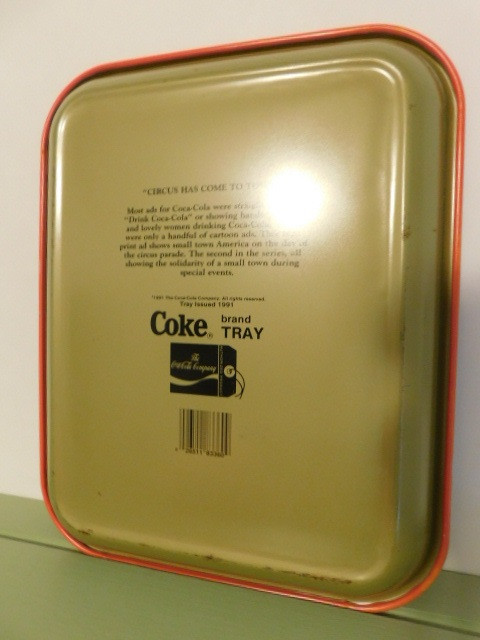 "CIRCUS HAS COME TO
Most ads for Coca-Cola were
"Drink Coca-Cola" or showing
and lovely women drinking
were only a handful of cartoon ads.
print ad shows small town America on the day of
the circus parade. The second in the series, all
showing the solidarity of a small town during
special events.
©1991 The Coca-Cola Company. All rights reserved.
Tray Issued 1991
Coke® brand
TRAY
The
Coca-Cola Company